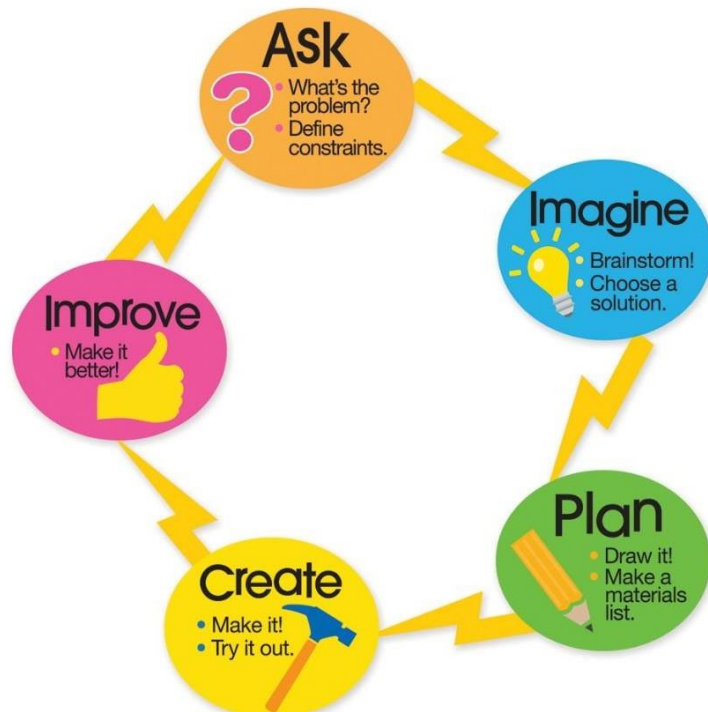 Ask
• What's the
problem?
• Define
constraints.
Imagine
• Brainstorm!
• Choose a
solution.
Plan
• Draw it!
• Make a
materials
list.
Create
• Make it!
• Try it out.
Improve
• Make it
better!